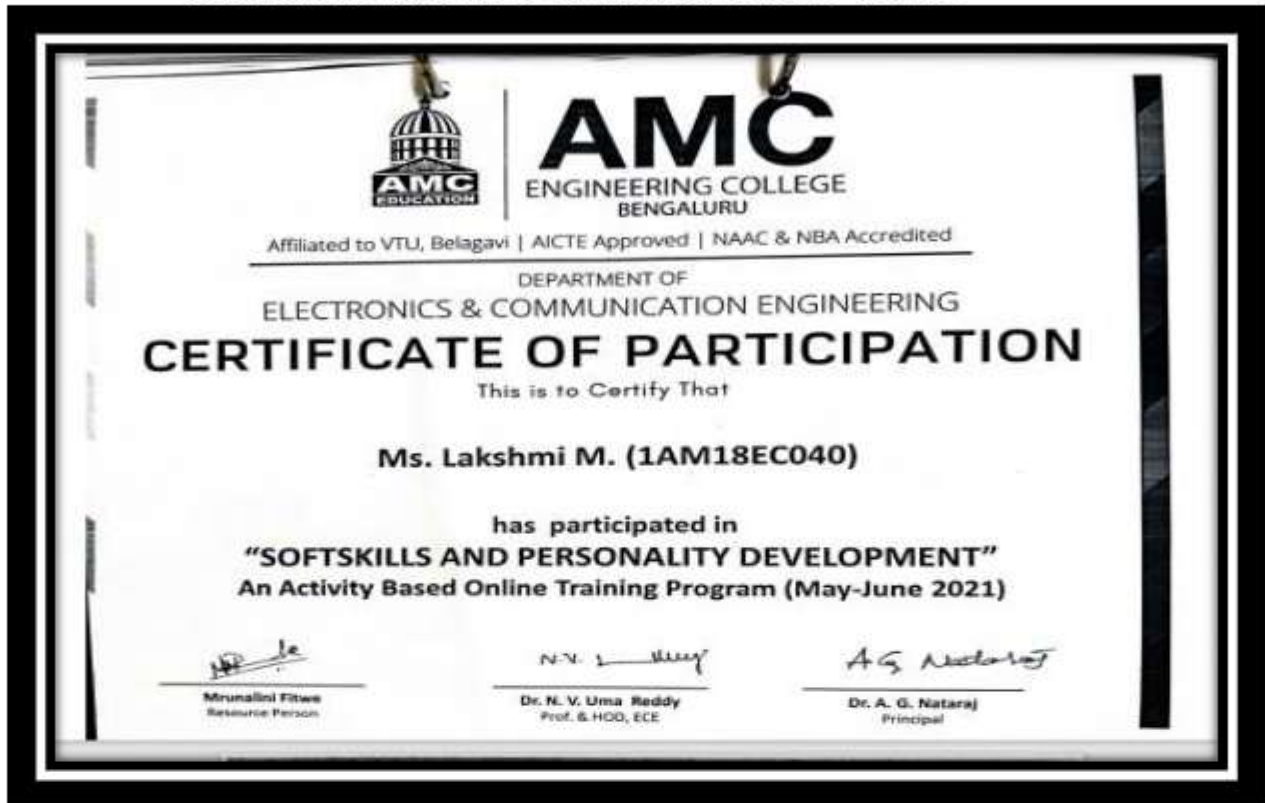 AMC
EDUCATION
AMC
ENGINEERING COLLEGE
BENGALURU
Affiliated to VTU, Belagavi | AICTE Approved | NAAC & NBA Accredited
DEPARTMENT OF
ELECTRONICS & COMMUNICATION ENGINEERING
CERTIFICATE OF PARTICIPATION
This is to Certify That
Ms. Lakshmi M. (1AM18EC040)
has participated in
“SOFTSKILLS AND PERSONALITY DEVELOPMENT”
An Activity Based Online Training Program (May-June 2021)
N.V.
A G Nataraj
Mrunalini Fitwe
Resource Person
Dr. N. V. Uma Reddy
Prof. & HOD, ECE
Dr. A. G. Nataraj
Principal